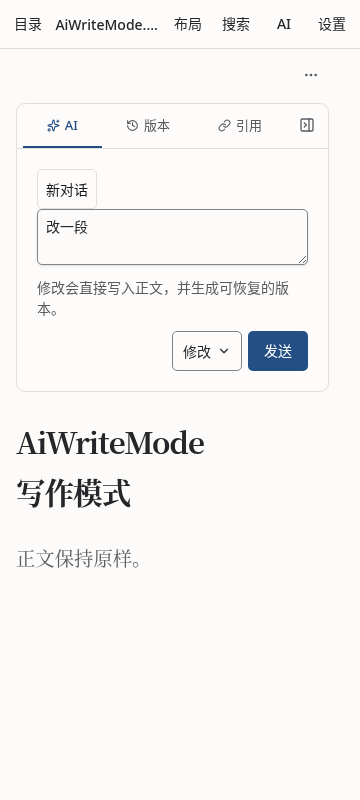 目录 AiWriteMode.... 布局 搜索 AI 设置
AI 版本 引用
新对话
改一段
修改会直接写入正文，并生成可恢复的版
本。
修改 发送
AiWriteMode
写作模式
正文保持原样。